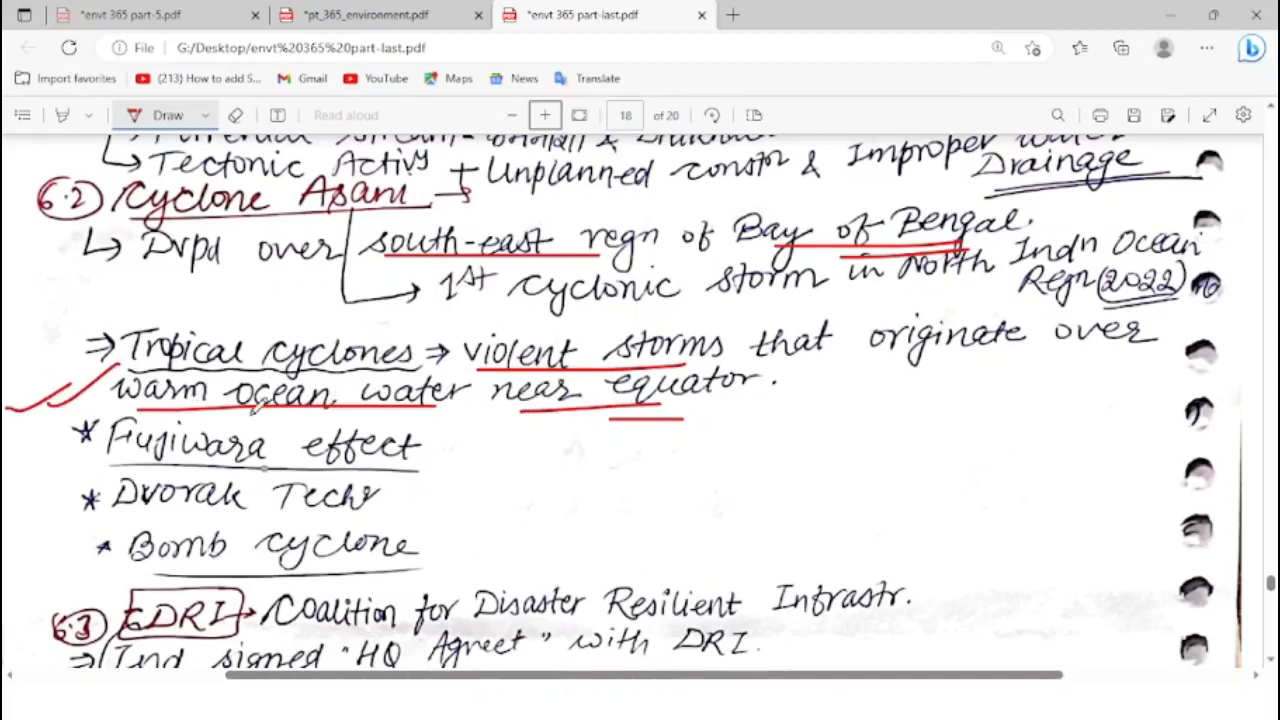 *envt 365 part-5.pdf
*pt_365_environment.pdf
*envt 365 part-last.pdf
File
G:/Desktop/envt%20365%20part-last.pdf
Import favorites
(213) How to add S...
Gmail
YouTube
Maps
News
Translate
Draw
Read aloud
18 of 20
Tectonic Activy + Unplanned constn & Improper water
Drainage
6.2) Cyclone Asani →
↳ Dvpd over south-east regn of Bay of Bengal.
→ 1st cyclonic storm in North Indn Ocean
Regn (2022)
⇒ Tropical cyclones ⇒ violent storms that originate over
warm ocean water near equator.
* Fujiwara effect
* Dvorak Techn
* Bomb cyclone
6.3 CDRI → Coalition for Disaster Resilient Infrastr.
⇒ Ind signed "HQ Agreet" with DRI.